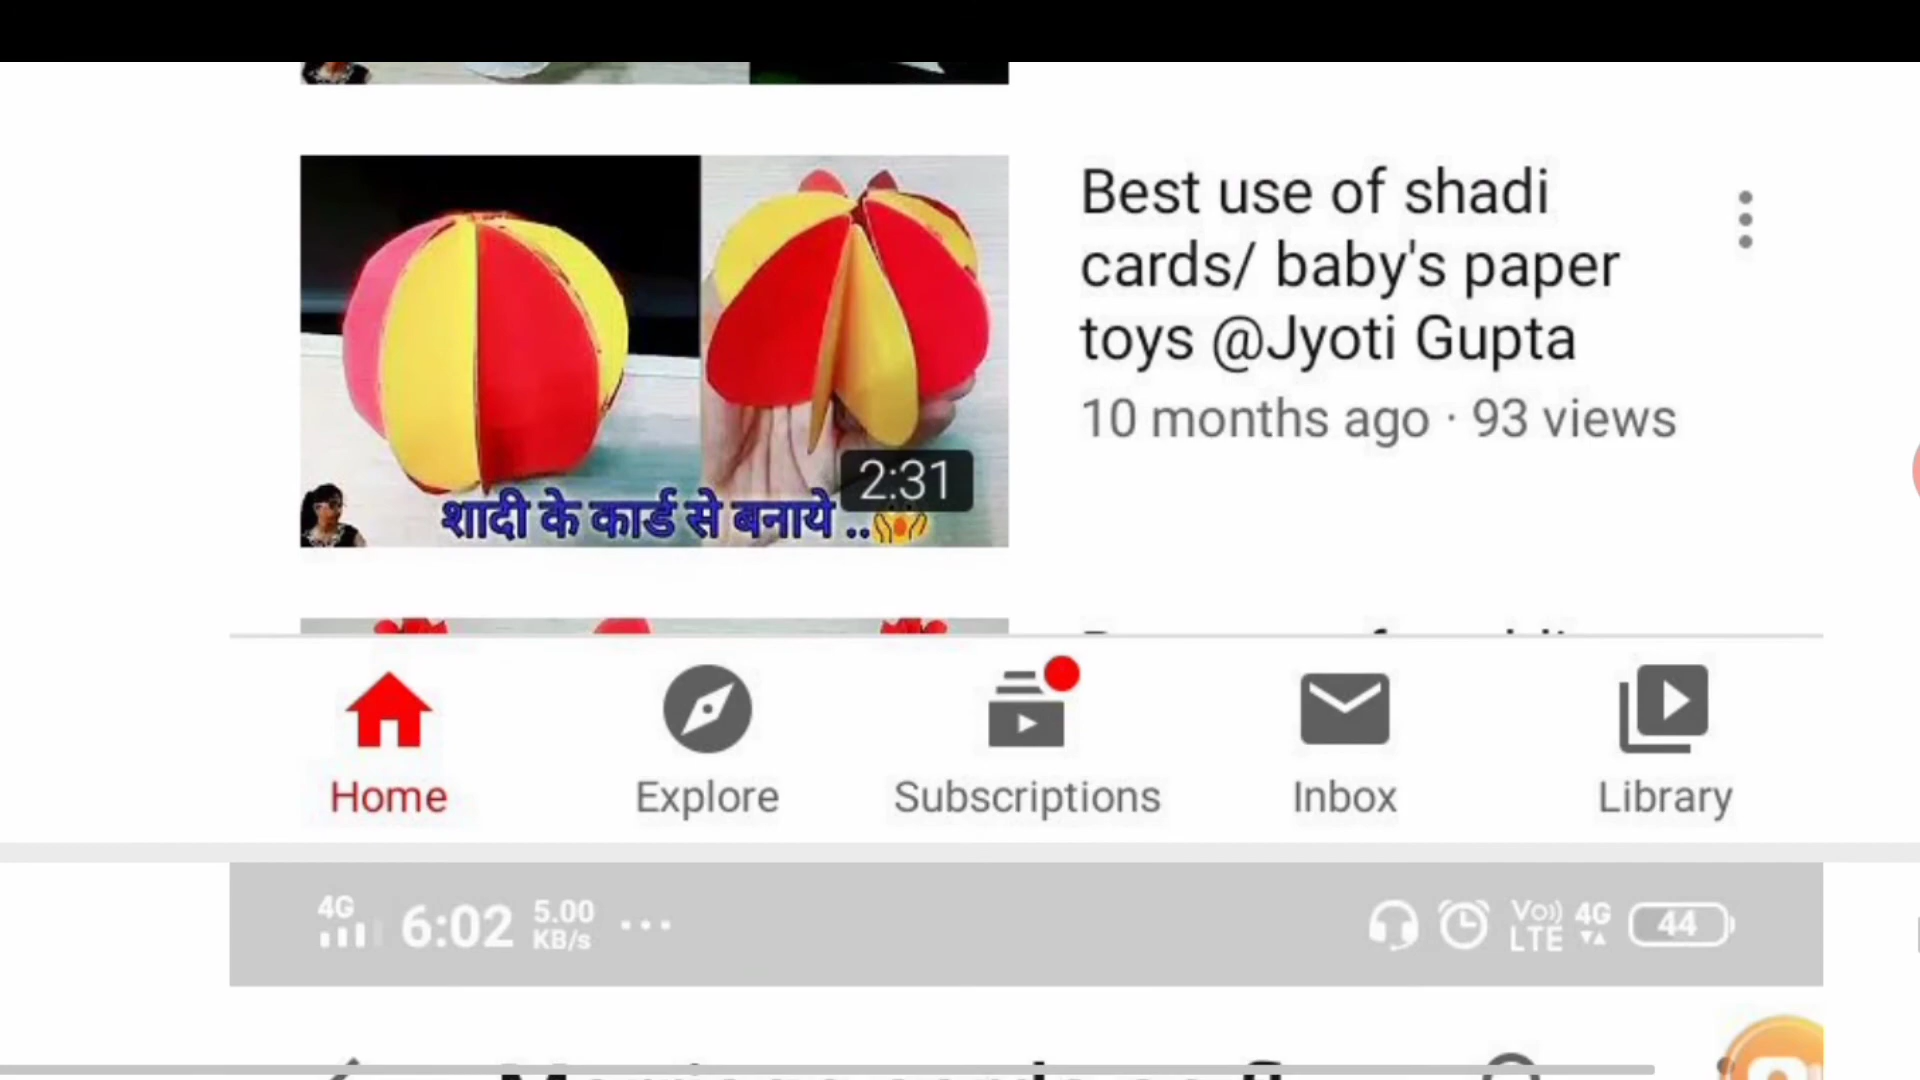 Best use of shadi
cards/ baby's paper
toys @Jyoti Gupta
10 months ago · 93 views
2:31
शादी के कार्ड से बनाये ..
Home
Explore
Subscriptions
Inbox
Library
4G
6:02
5.00
KB/s
...
Vo))
LTE
4G
44